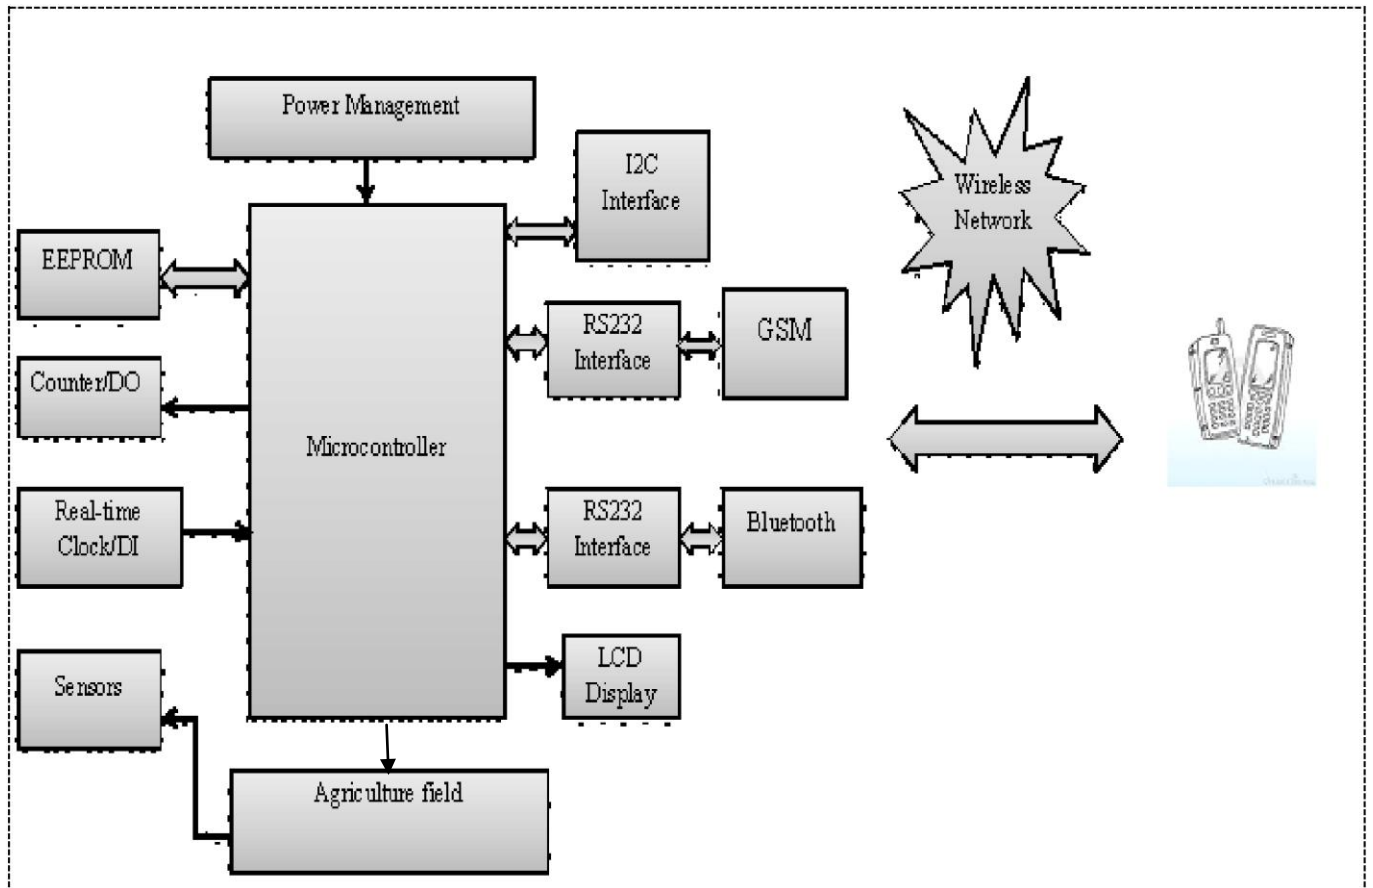 Power Management
I2C
Interface
Wireless
Network
EEPROM
RS232
Interface
GSM
Counter/DO
Microcontroller
Real-time
Clock/DI
RS232
Interface
Bluetooth
Sensors
LCD
Display
Agriculture field